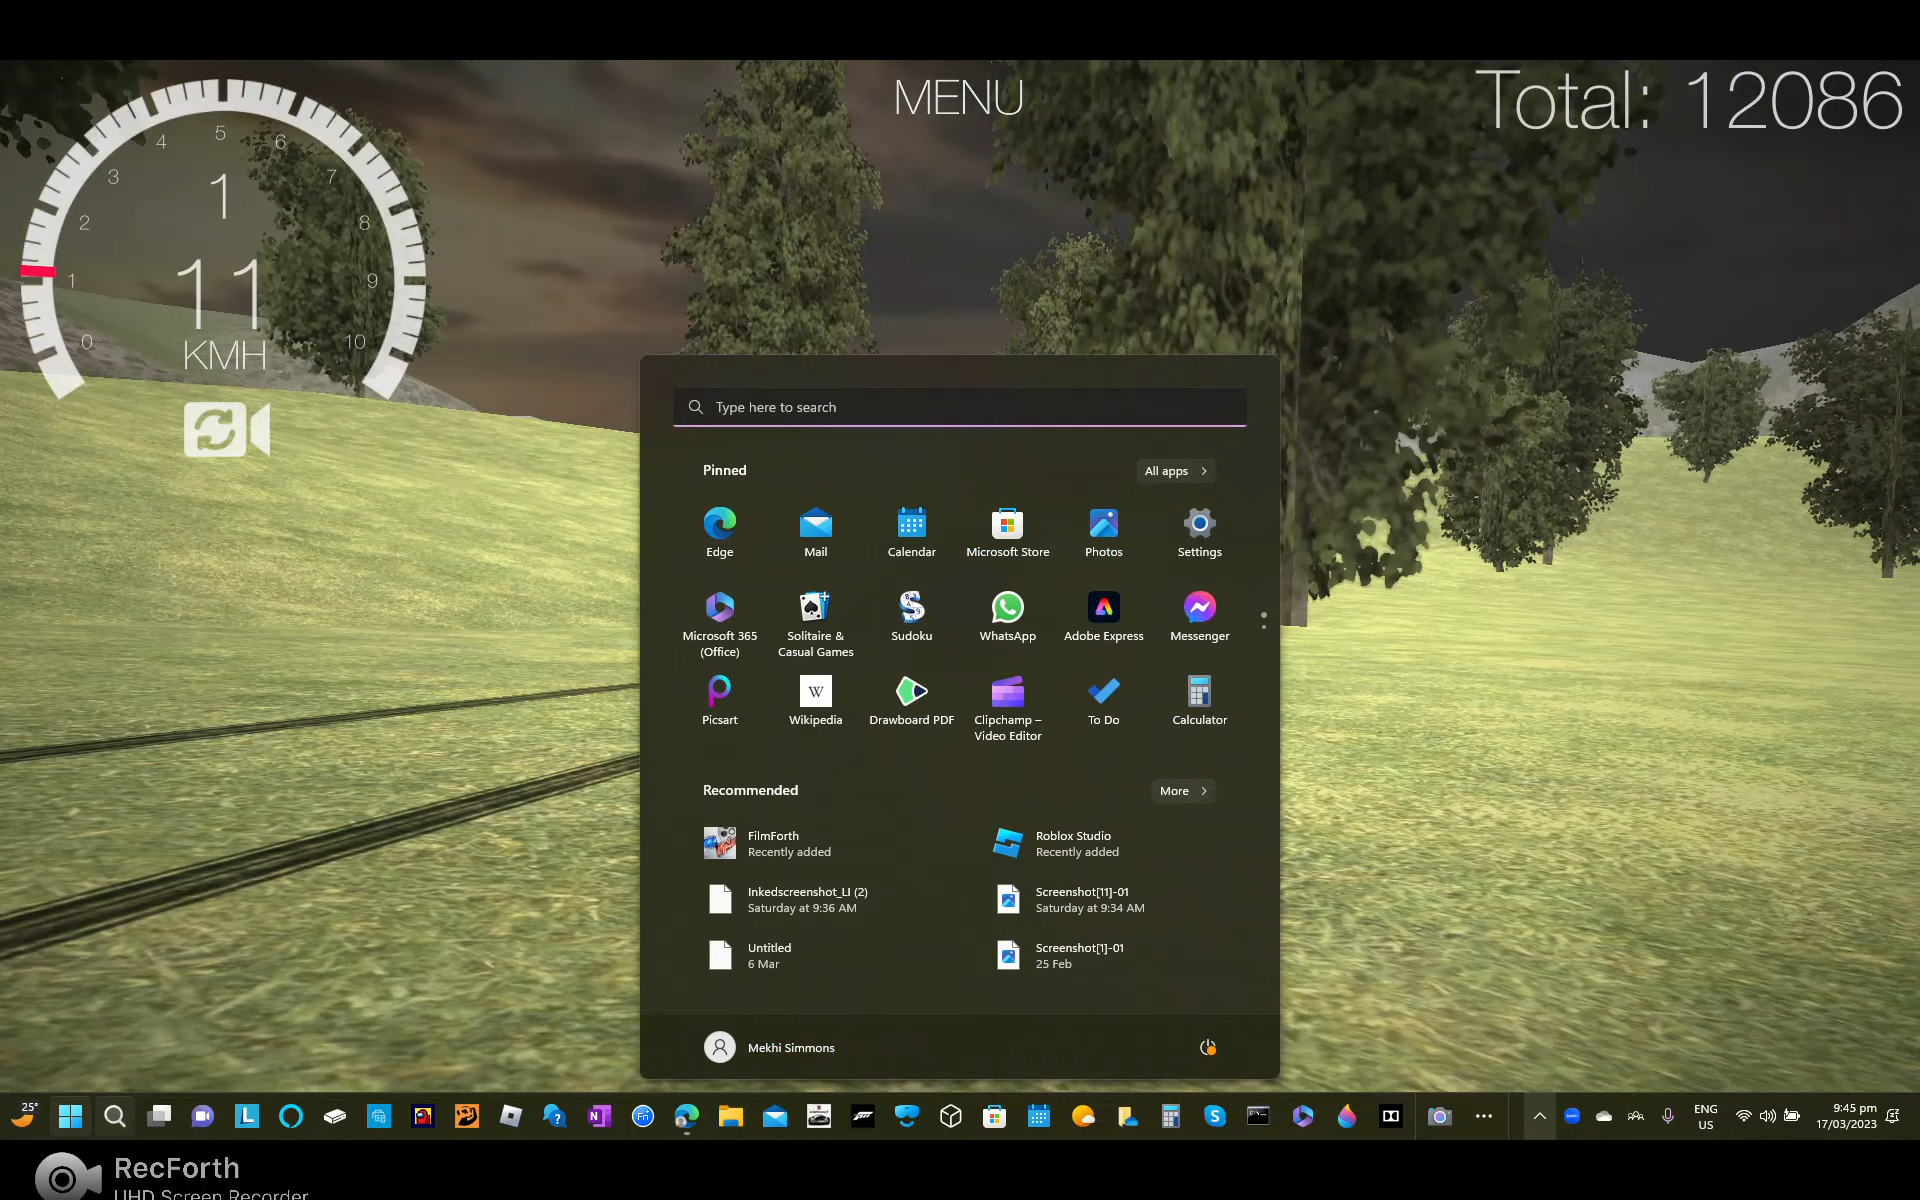 MENU
Total: 12086
0
1
2
3
4
5
6
7
8
9
10
1
11
KMH
Type here to search
Pinned
All apps
Edge
Mail
Calendar
Microsoft Store
Photos
Settings
Microsoft 365
(Office)
Solitaire &
Casual Games
Sudoku
WhatsApp
Adobe Express
Messenger
Picsart
W
Wikipedia
Drawboard PDF
Clipchamp –
Video Editor
To Do
Calculator
Recommended
More
FilmForth
Recently added
Roblox Studio
Recently added
Inkedscreenshot_LI (2)
Saturday at 9:36 AM
Screenshot[11]-01
Saturday at 9:34 AM
Untitled
6 Mar
Screenshot[1]-01
25 Feb
Mekhi Simmons
25°
ENG
US
9:45 pm
17/03/2023
RecForth
UHD Screen Recorder